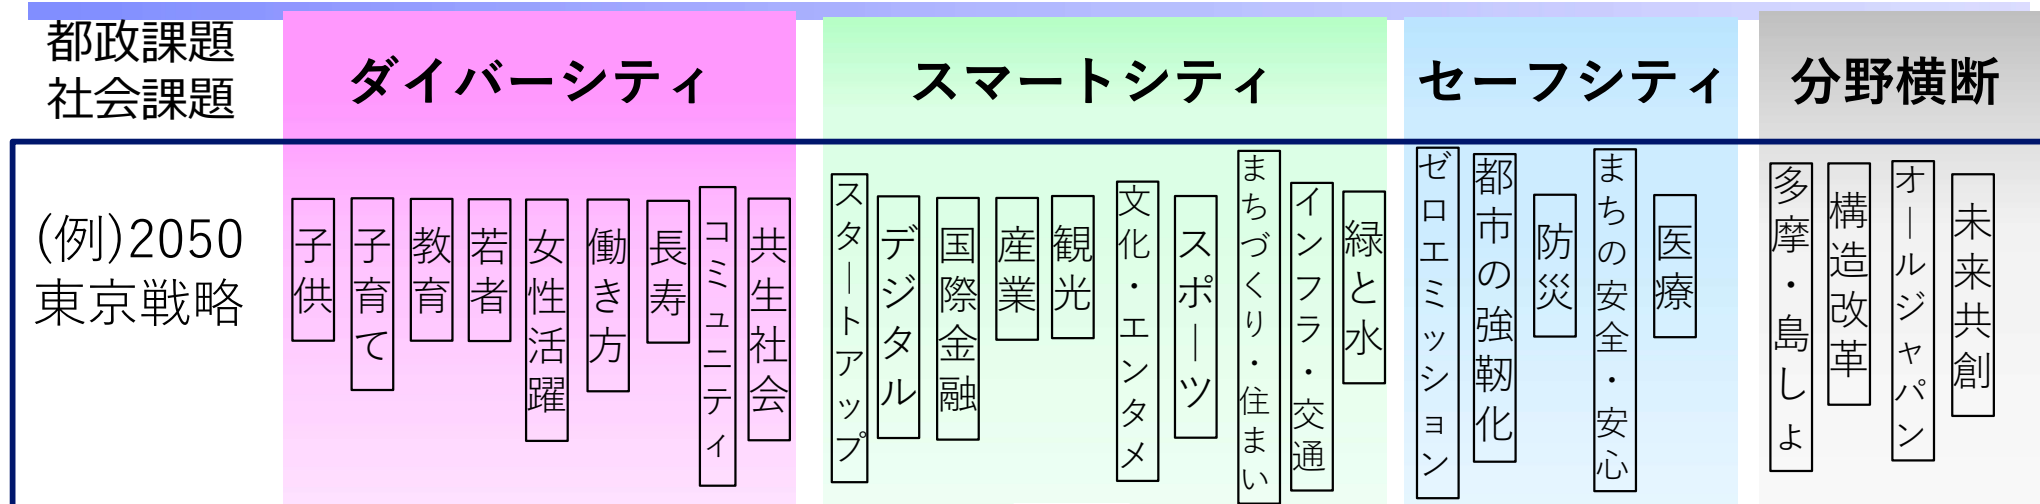 都政課題
社会課題
ダイバーシティ
スマートシティ
セーフシティ
分野横断
(例)2050
東京戦略
子供
子育て
教育
若者
女性活躍
働き方
長寿
コミュニティ
共生社会
スタートアップ
デジタル
国際金融
産業
観光
文化・エンタメ
スポーツ
まちづくり・住まい
インフラ・交通
緑と水
ゼロエミッション
都市の強靭化
防災
まちの安全・安心
医療
多摩・島しょ
構造改革
オールジャパン
未来共創